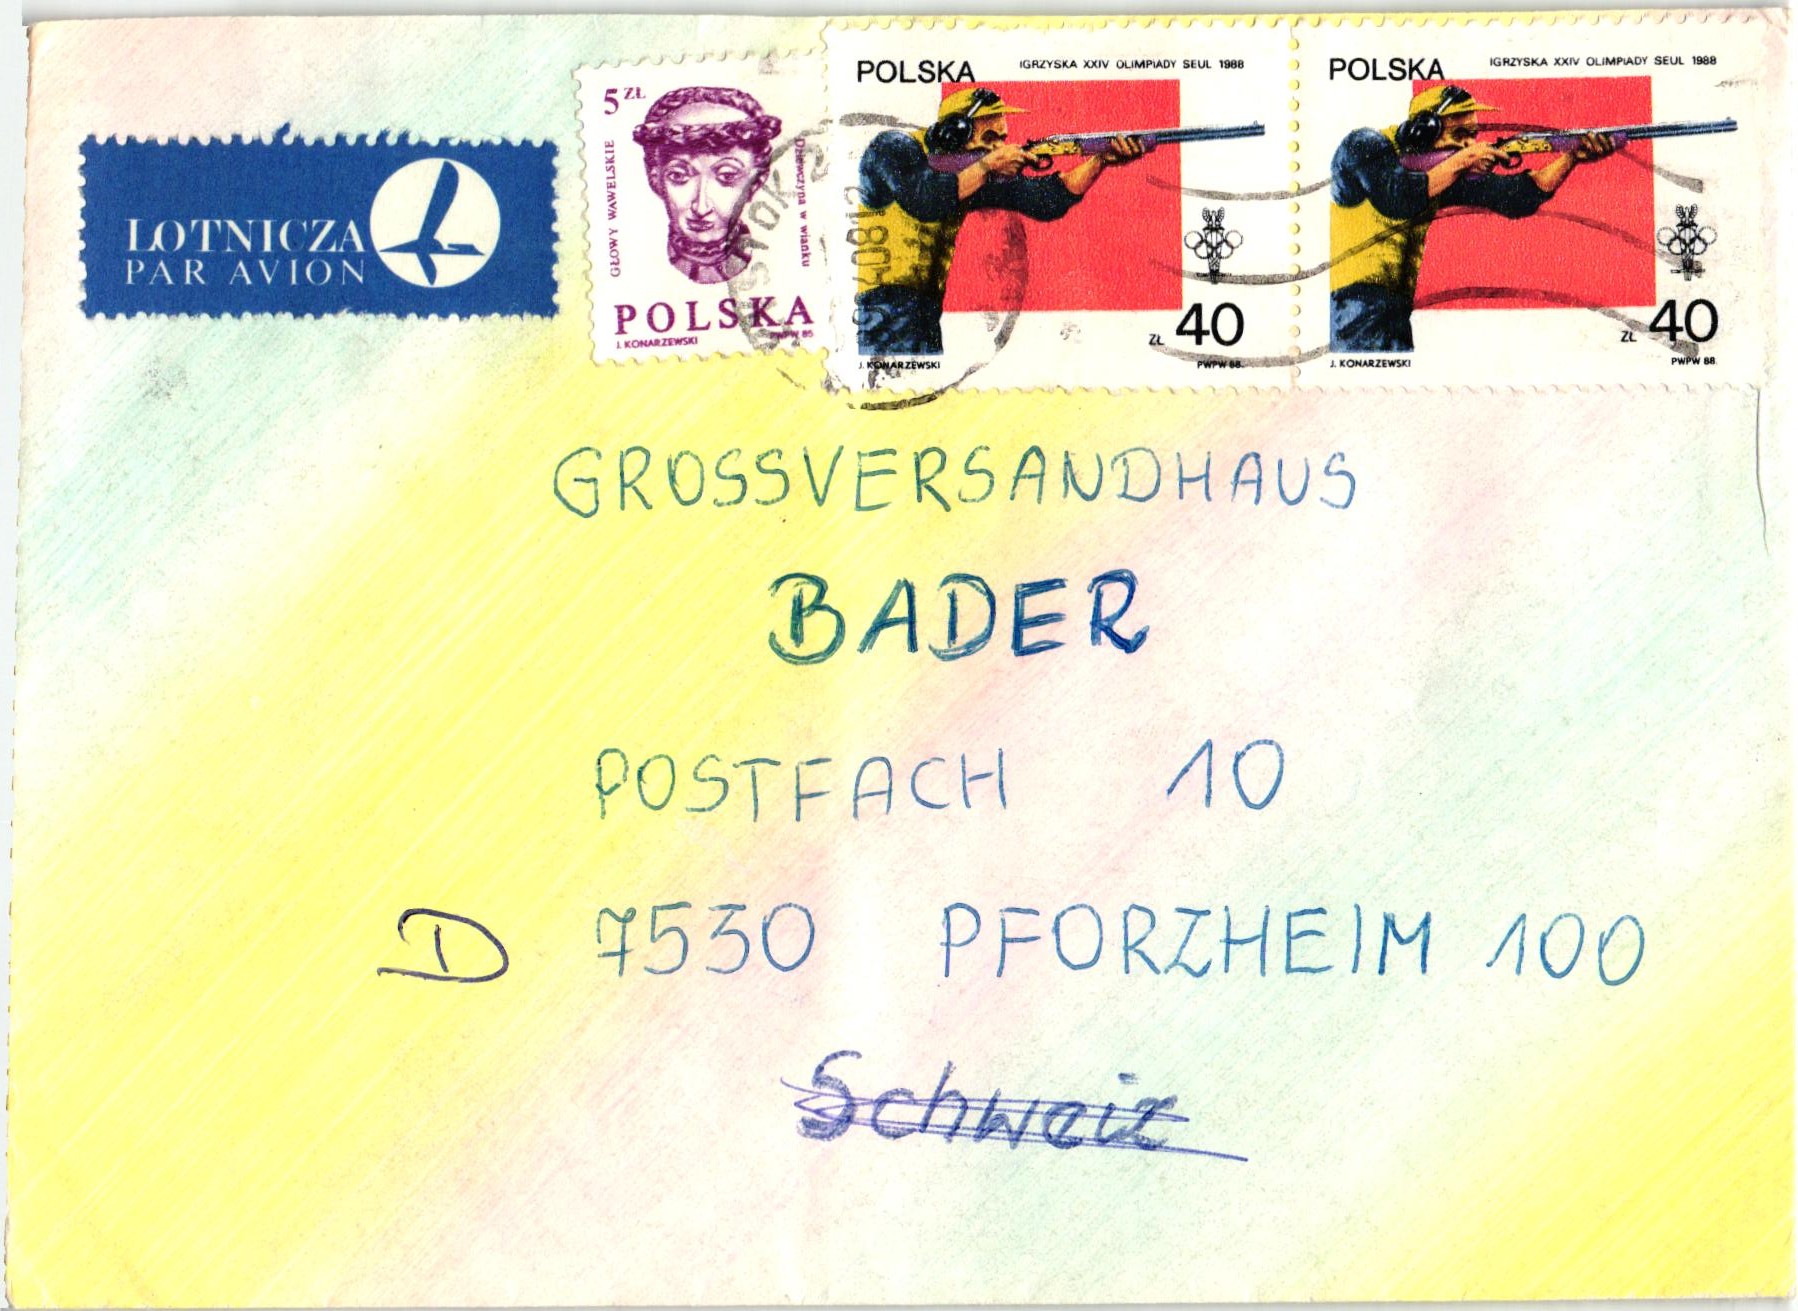 5 ZŁ
GŁOWY WAWELSKIE
Dziewczyna w wianku
POLSKA
J. KONARZEWSKI
PWPW 85
POLSKA
IGRZYSKA XXIV OLIMPIADY SEUL 1988
ZŁ 40
J. KONARZEWSKI
PWPW 88.
POLSKA
IGRZYSKA XXIV OLIMPIADY SEUL 1988
ZŁ 40
J. KONARZEWSKI
PWPW 88.
LOTNICZA
PAR AVION
GROSSVERSANDHAUS
BADER
POSTFACH 10
D 7530 PFORZHEIM 100
Schweiz